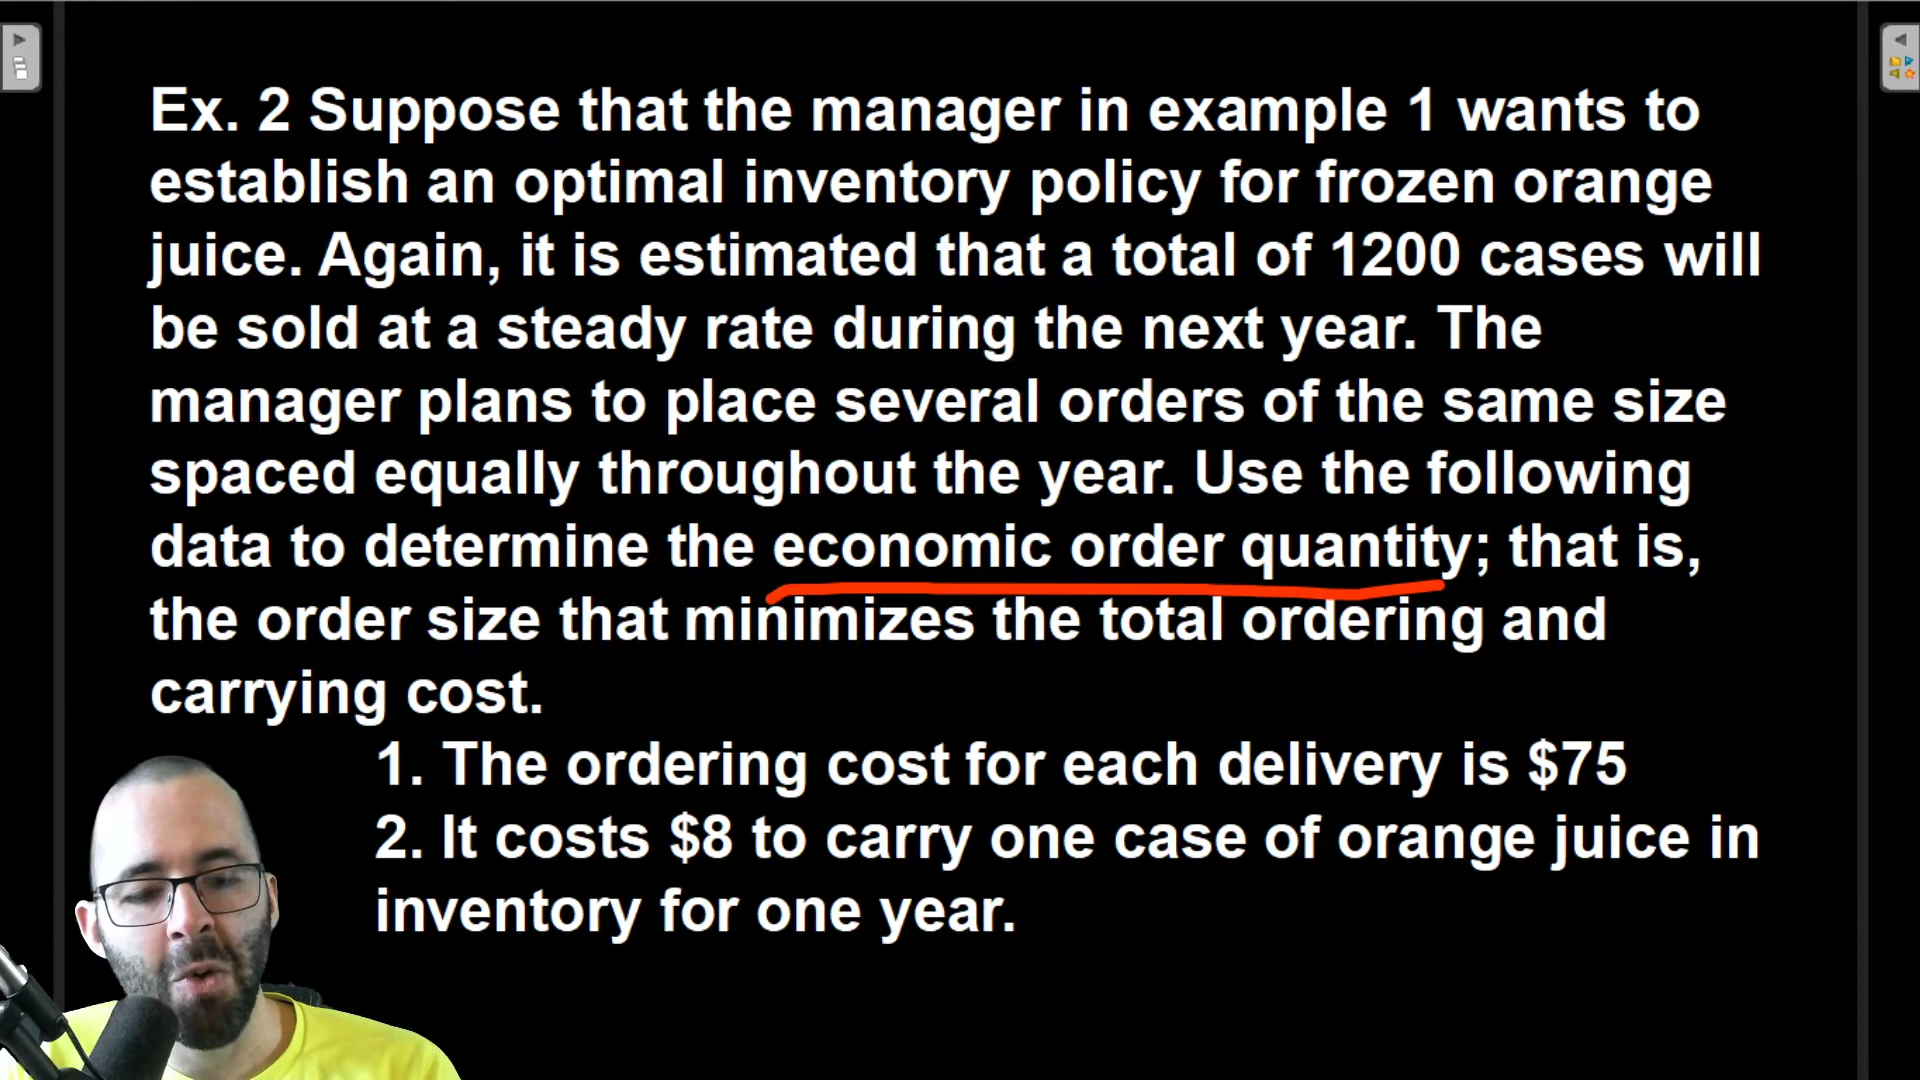 Ex. 2 Suppose that the manager in example 1 wants to
establish an optimal inventory policy for frozen orange
juice. Again, it is estimated that a total of 1200 cases will
be sold at a steady rate during the next year. The
manager plans to place several orders of the same size
spaced equally throughout the year. Use the following
data to determine the economic order quantity; that is,
the order size that minimizes the total ordering and
carrying cost.
1. The ordering cost for each delivery is $75
2. It costs $8 to carry one case of orange juice in
inventory for one year.